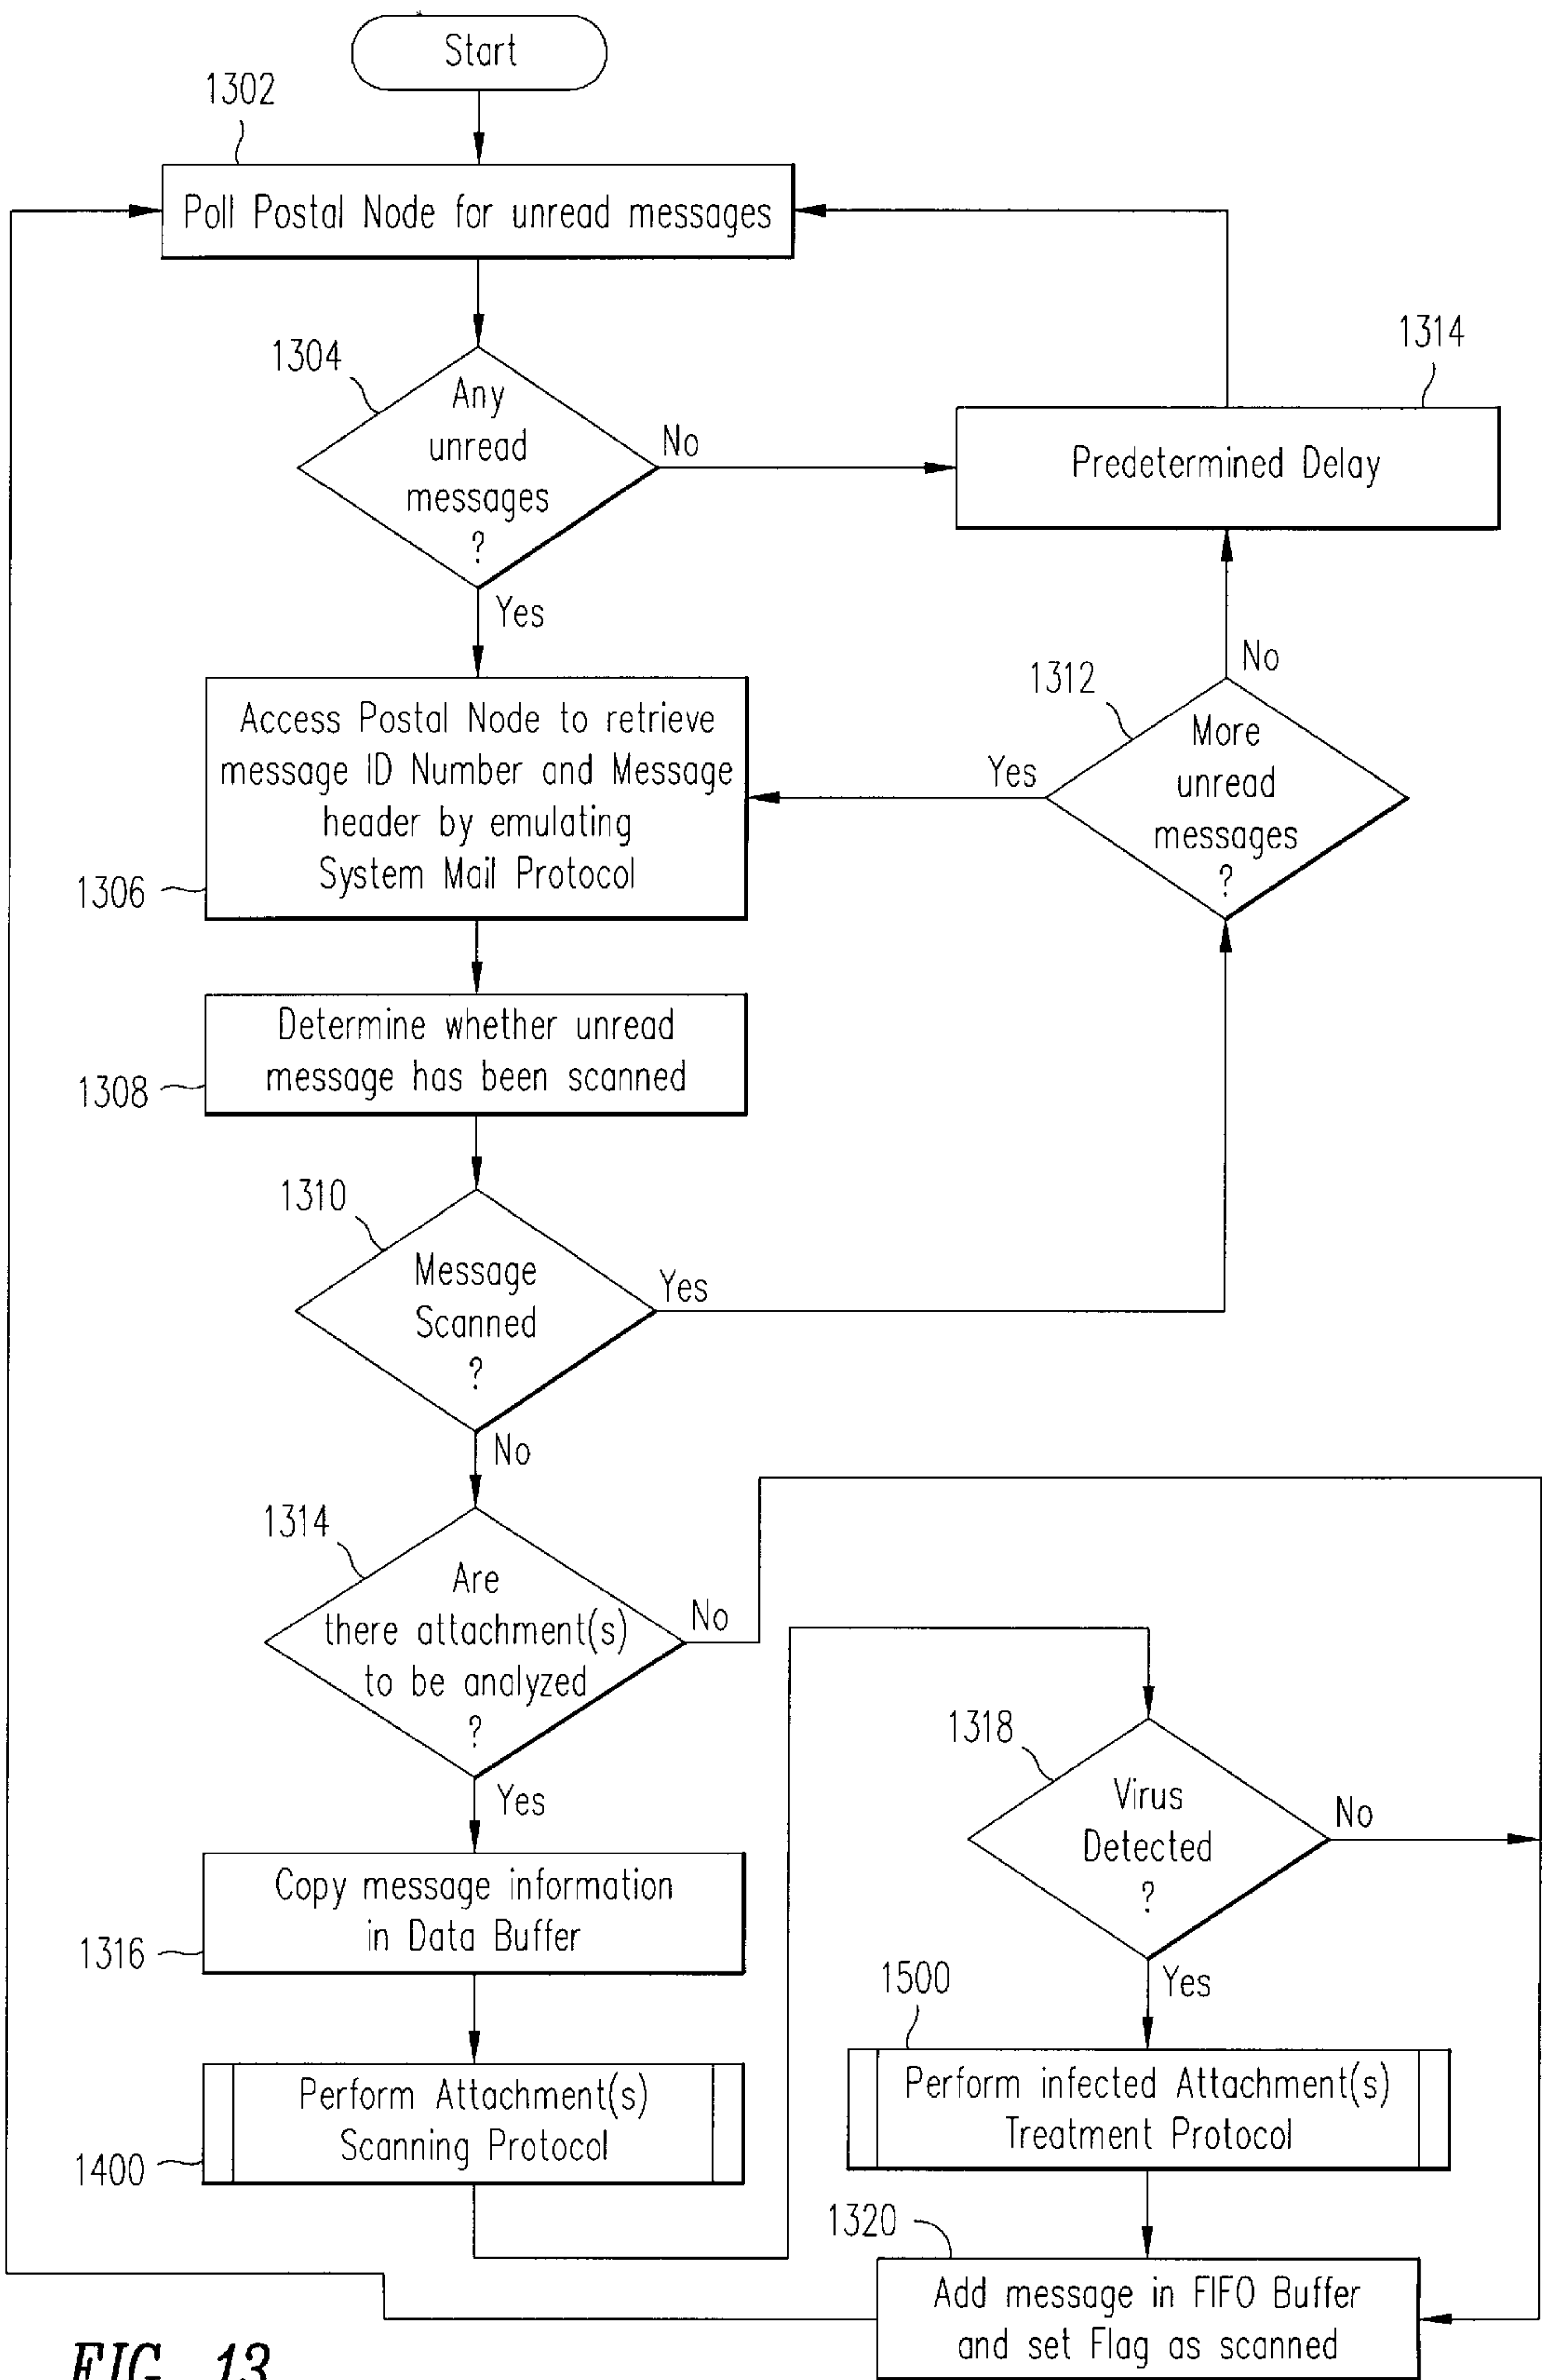 Start
1302
Poll Postal Node for unread messages
1304
Any
unread
messages
?
No
Yes
1314
Predetermined Delay
Access Postal Node to retrieve
message ID Number and Message
header by emulating
System Mail Protocol
1306
1312
No
More
unread
messages
?
Yes
Determine whether unread
message has been scanned
1308
1310
Message
Scanned
?
Yes
No
1314
Are
there attachment(s)
to be analyzed
?
No
Yes
Copy message information
in Data Buffer
1316
Perform Attachment(s)
Scanning Protocol
1400
1318
Virus
Detected
?
No
Yes
1500
Perform infected Attachment(s)
Treatment Protocol
1320
Add message in FIFO Buffer
and set Flag as scanned
FIG. 13